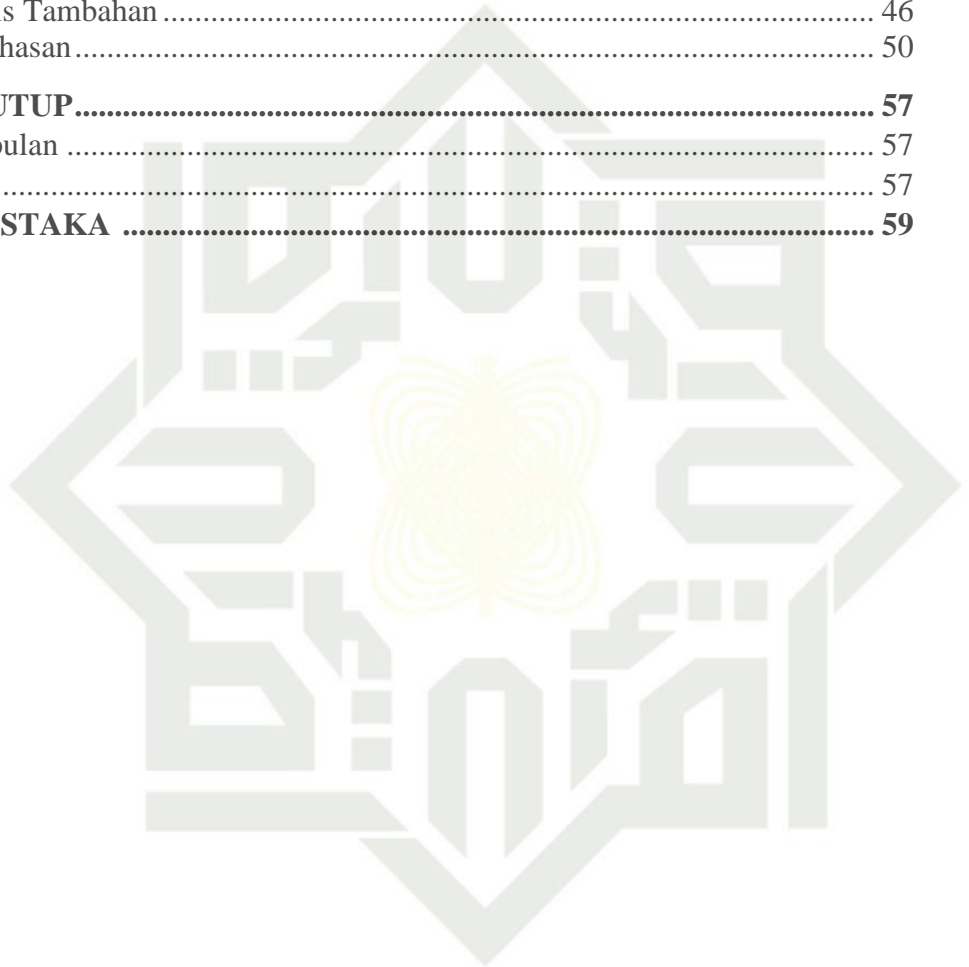 s Tambahan ........................................................................................... 46
hasan ...................................................................................................... 50
UTUP ..................................................................................................... 57
pulan ...................................................................................................... 57
................................................................................................................ 57
STAKA ................................................................................................... 59